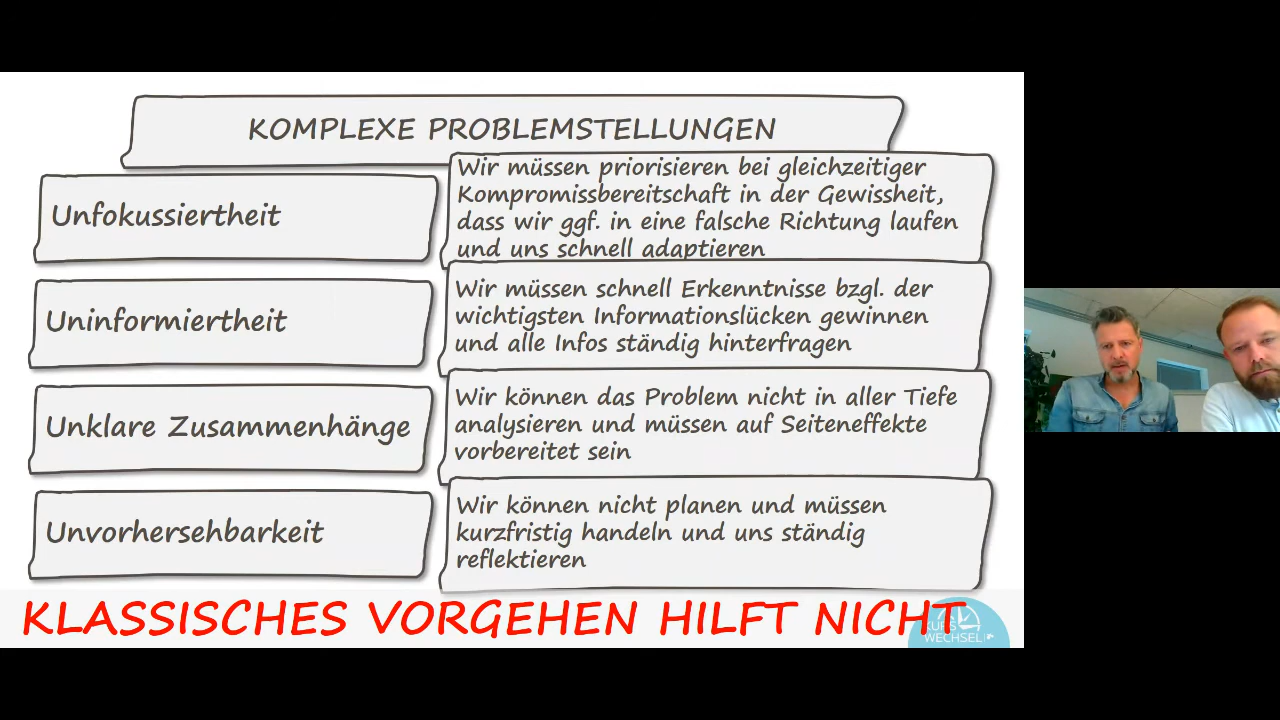 KOMPLEXE PROBLEMSTELLUNGEN
Unfokussiertheit
Wir müssen priorisieren bei gleichzeitiger
Kompromissbereitschaft in der Gewissheit,
dass wir ggf. in eine falsche Richtung laufen
und uns schnell adaptieren
Uninformiertheit
Wir müssen schnell Erkenntnisse bzgl. der
wichtigsten Informationslücken gewinnen
und alle Infos ständig hinterfragen
Unklare Zusammenhänge
Wir können das Problem nicht in aller Tiefe
analysieren und müssen auf Seiteneffekte
vorbereitet sein
Unvorhersehbarkeit
Wir können nicht planen und müssen
kurzfristig handeln und uns ständig
reflektieren
KLASSISCHES VORGEHEN HILFT NICHT
KURS
WECHSEL